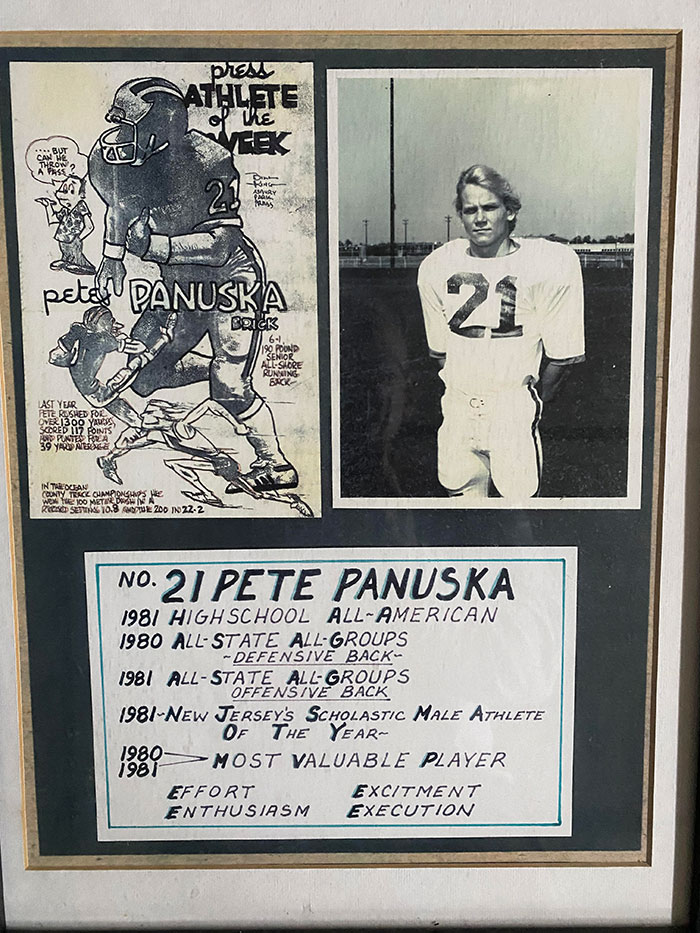 press
ATHLETE
of the
WEEK
....BUT
CAN HE
THROW
A PASS?
ASBURY
PARK
PRESS
21
pete PANUSKA
BRICK
6-1
190 POUND
SENIOR
ALL-SHORE
RUNNING
BACK~
LAST YEAR
PETE RUSHED FOR
OVER 1300 YARDS,
SCORED 117 POINTS
AND PUNTED FOR A
39 YARD AVERAGE
IN THE OCEAN
COUNTY TRACK CHAMPIONSHIPS HE
WON THE 100 METER DASH IN A
RECORD SETTING 10.8 AND THE 200 IN 22.2
21
NO. 21 PETE PANUSKA
1981 HIGH SCHOOL ALL-AMERICAN
1980 ALL-STATE ALL-GROUPS
~DEFENSIVE BACK~
1981 ALL-STATE ALL-GROUPS
OFFENSIVE BACK
1981-NEW JERSEY'S SCHOLASTIC MALE ATHLETE
OF THE YEAR~
1980
1981 MOST VALUABLE PLAYER
EFFORT EXCITMENT
ENTHUSIASM EXECUTION